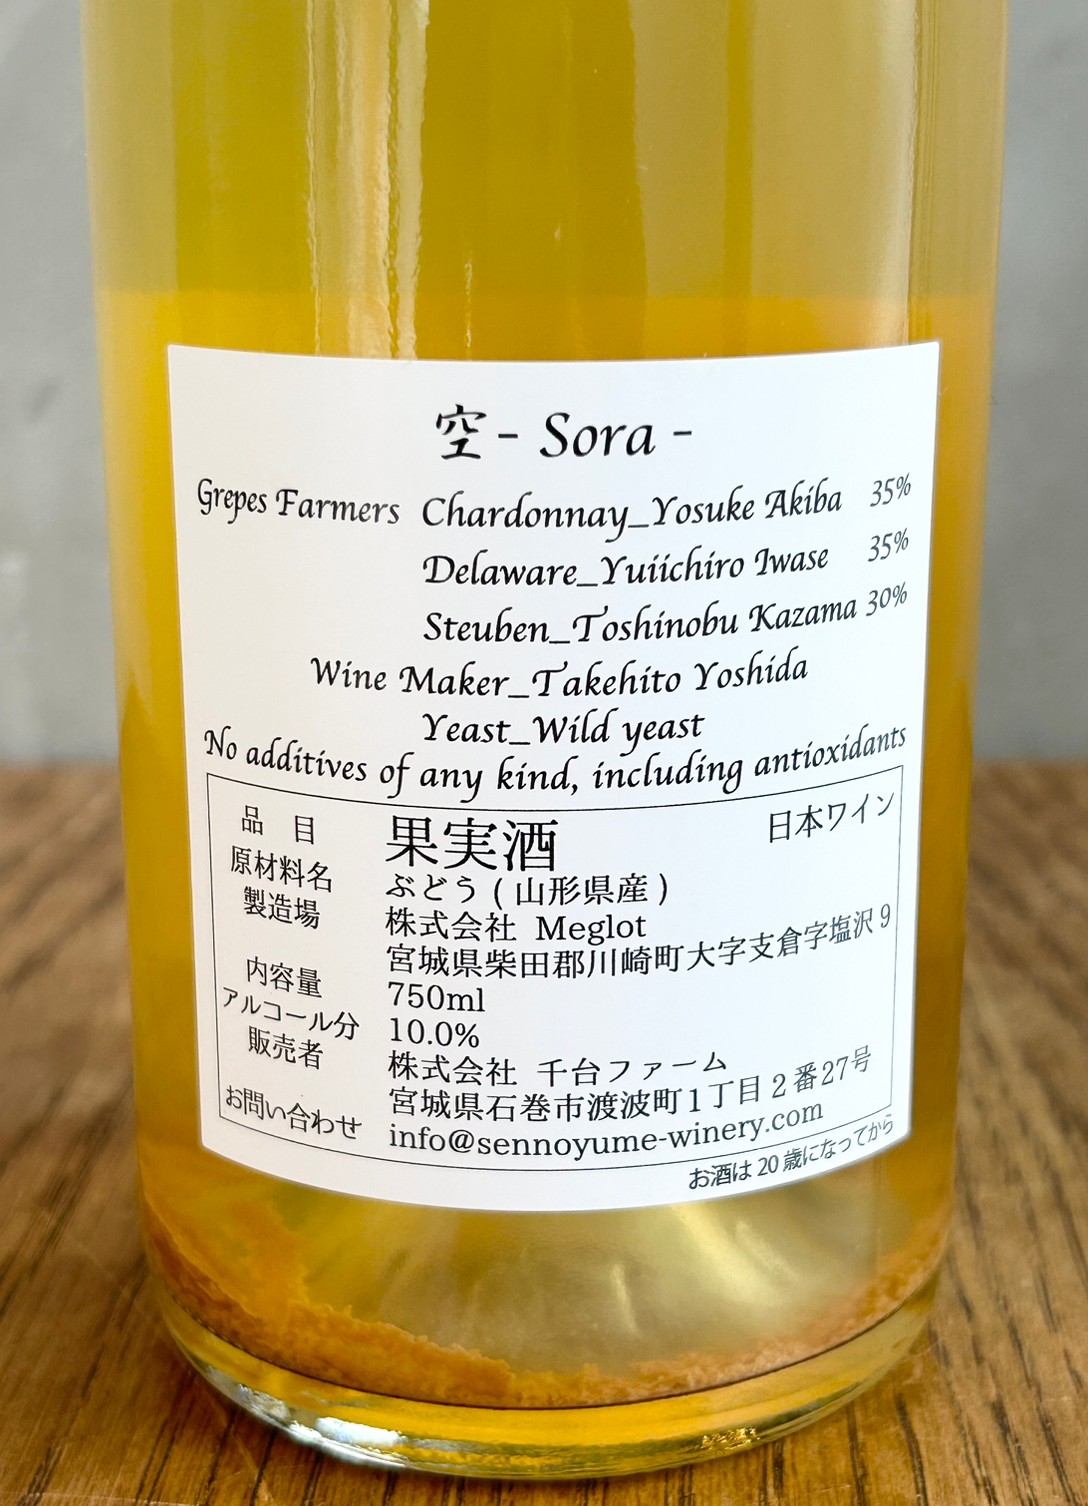 空 - Sora -
Grepes Farmers Chardonnay_Yosuke Akiba 35%
Delaware_Yuiichiro Iwase 35%
Steuben_Toshinobu Kazama 30%
Wine Maker_Takehito Yoshida
Yeast_Wild yeast
No additives of any kind, including antioxidants
品 目 果実酒 日本ワイン
原材料名 ぶどう ( 山形県産 )
製造場 株式会社 Meglot
宮城県柴田郡川崎町大字支倉字塩沢 9
内容量 750ml
アルコール分 10.0%
販売者 株式会社 千台ファーム
宮城県石巻市渡波町1丁目 2 番27号
お問い合わせ info@sennoyume-winery.com
お酒は 20 歳になってから